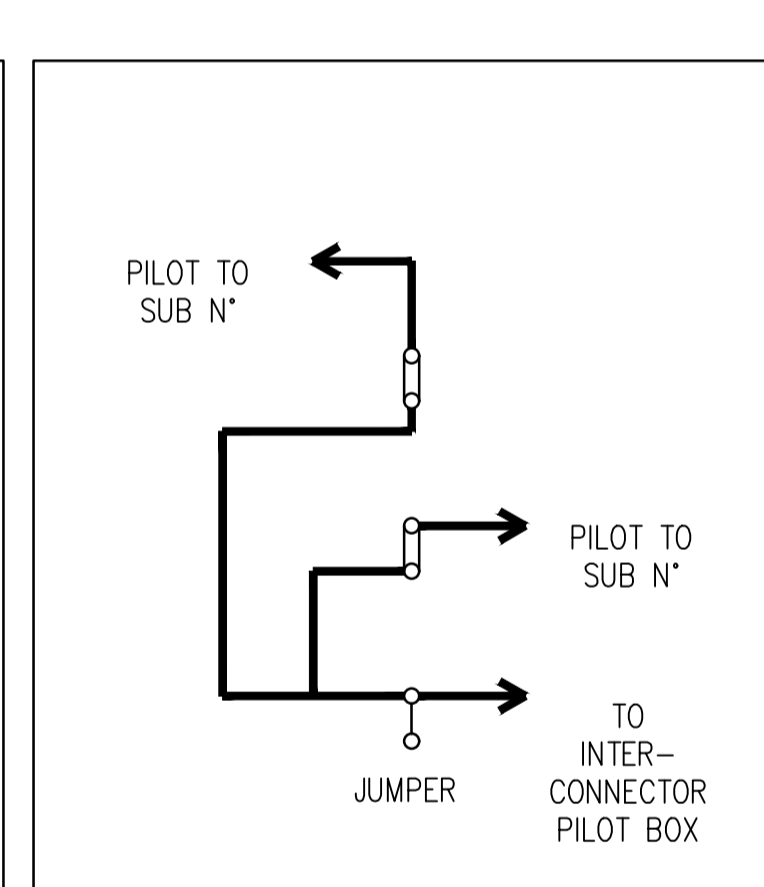 PILOT TO
SUB N°
PILOT TO
SUB N°
TO
INTER-
CONNECTOR
PILOT BOX
JUMPER